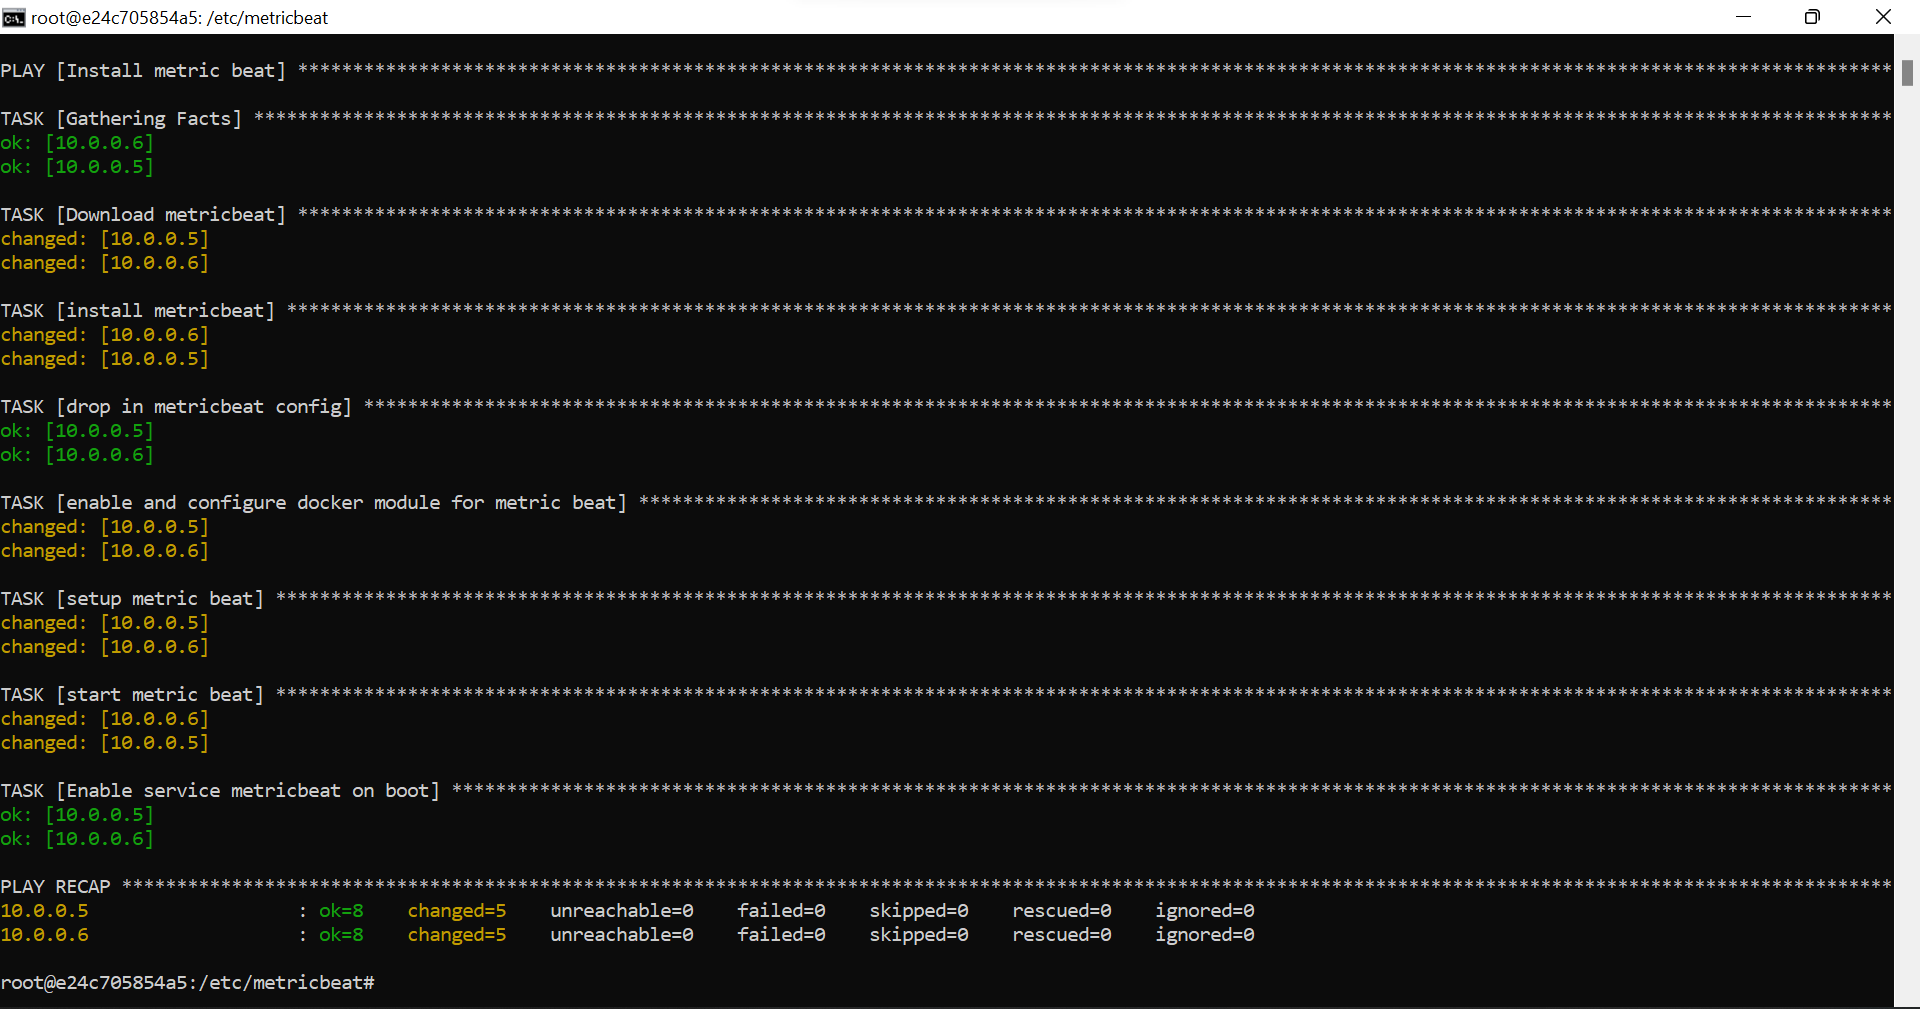 root@e24c705854a5: /etc/metricbeat
PLAY [Install metric beat] *************************************************************************************************************************************************
TASK [Gathering Facts] *****************************************************************************************************************************************************
ok: [10.0.0.6]
ok: [10.0.0.5]
TASK [Download metricbeat] *************************************************************************************************************************************************
changed: [10.0.0.5]
changed: [10.0.0.6]
TASK [install metricbeat] **************************************************************************************************************************************************
changed: [10.0.0.6]
changed: [10.0.0.5]
TASK [drop in metricbeat config] *******************************************************************************************************************************************
ok: [10.0.0.5]
ok: [10.0.0.6]
TASK [enable and configure docker module for metric beat] ******************************************************************************************************************
changed: [10.0.0.5]
changed: [10.0.0.6]
TASK [setup metric beat] ***************************************************************************************************************************************************
changed: [10.0.0.5]
changed: [10.0.0.6]
TASK [start metric beat] ***************************************************************************************************************************************************
changed: [10.0.0.6]
changed: [10.0.0.5]
TASK [Enable service metricbeat on boot] ***********************************************************************************************************************************
ok: [10.0.0.5]
ok: [10.0.0.6]
PLAY RECAP *****************************************************************************************************************************************************************
10.0.0.5                   : ok=8    changed=5    unreachable=0    failed=0    skipped=0    rescued=0    ignored=0
10.0.0.6                   : ok=8    changed=5    unreachable=0    failed=0    skipped=0    rescued=0    ignored=0
root@e24c705854a5:/etc/metricbeat#